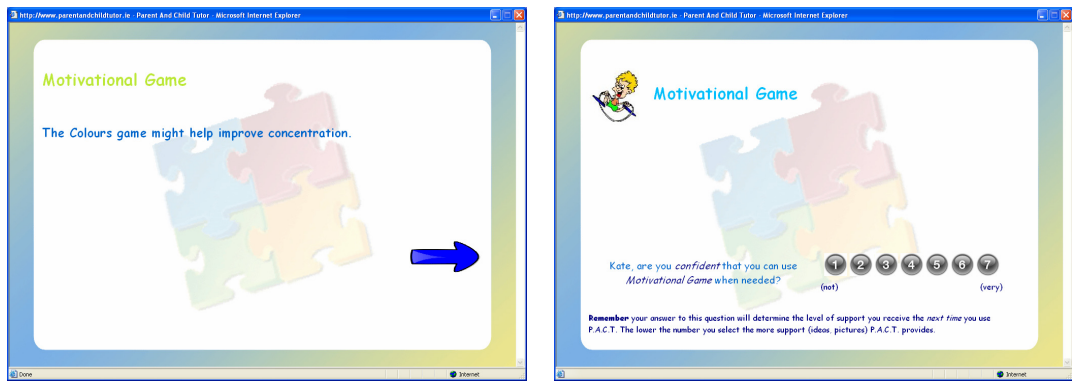 http://www.parentandchildtutor.ie - Parent And Child Tutor - Microsoft Internet Explorer
Motivational Game
The Colours game might help improve concentration.
Done
Internet
http://www.parentandchildtutor.ie - Parent And Child Tutor - Microsoft Internet Explorer
Motivational Game
Kate, are you confident that you can use
Motivational Game when needed?
1 2 3 4 5 6 7
(not) (very)
Remember your answer to this question will determine the level of support you receive the next time you use
P.A.C.T. The lower the number you select the more support (ideas, pictures) P.A.C.T. provides.
Internet